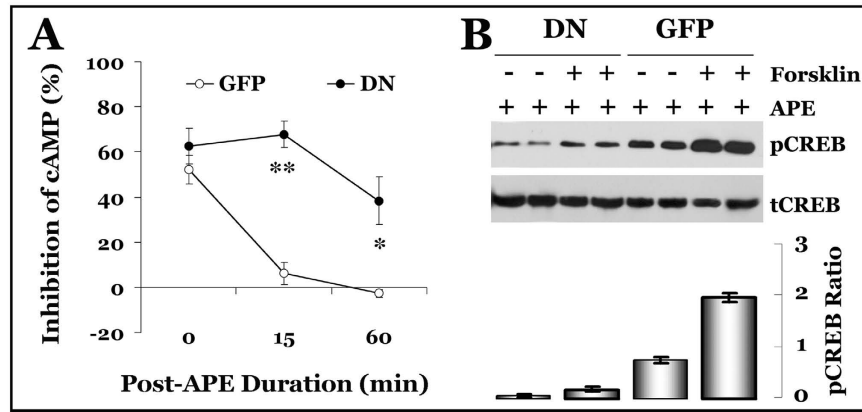 A
100
80
60
40
20
0
-20
Inhibition of cAMP (%)
GFP DN
**
*
0 15 60
Post-APE Duration (min)
B
DN GFP
- - + + - - + + Forsklin
+ + + + + + + + APE
pCREB
tCREB
3
2
1
0
pCREB Ratio